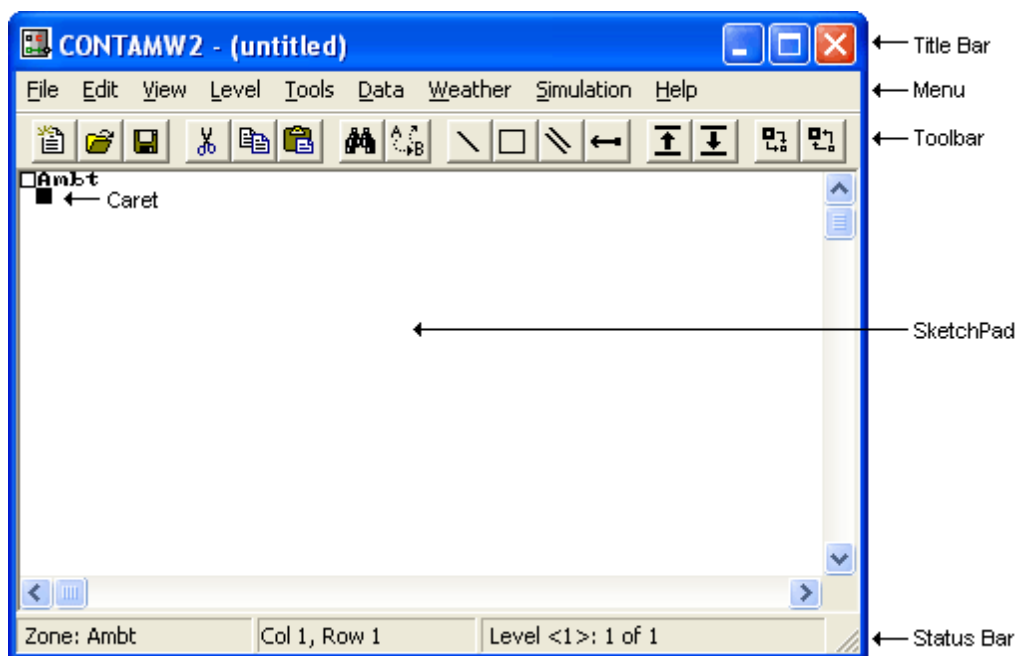 CONTAMW2 - (untitled)
Title Bar
File Edit View Level Tools Data Weather Simulation Help
Menu
A B
Toolbar
Ambt
Caret
SketchPad
Zone: Ambt
Col 1, Row 1
Level <1>: 1 of 1
Status Bar